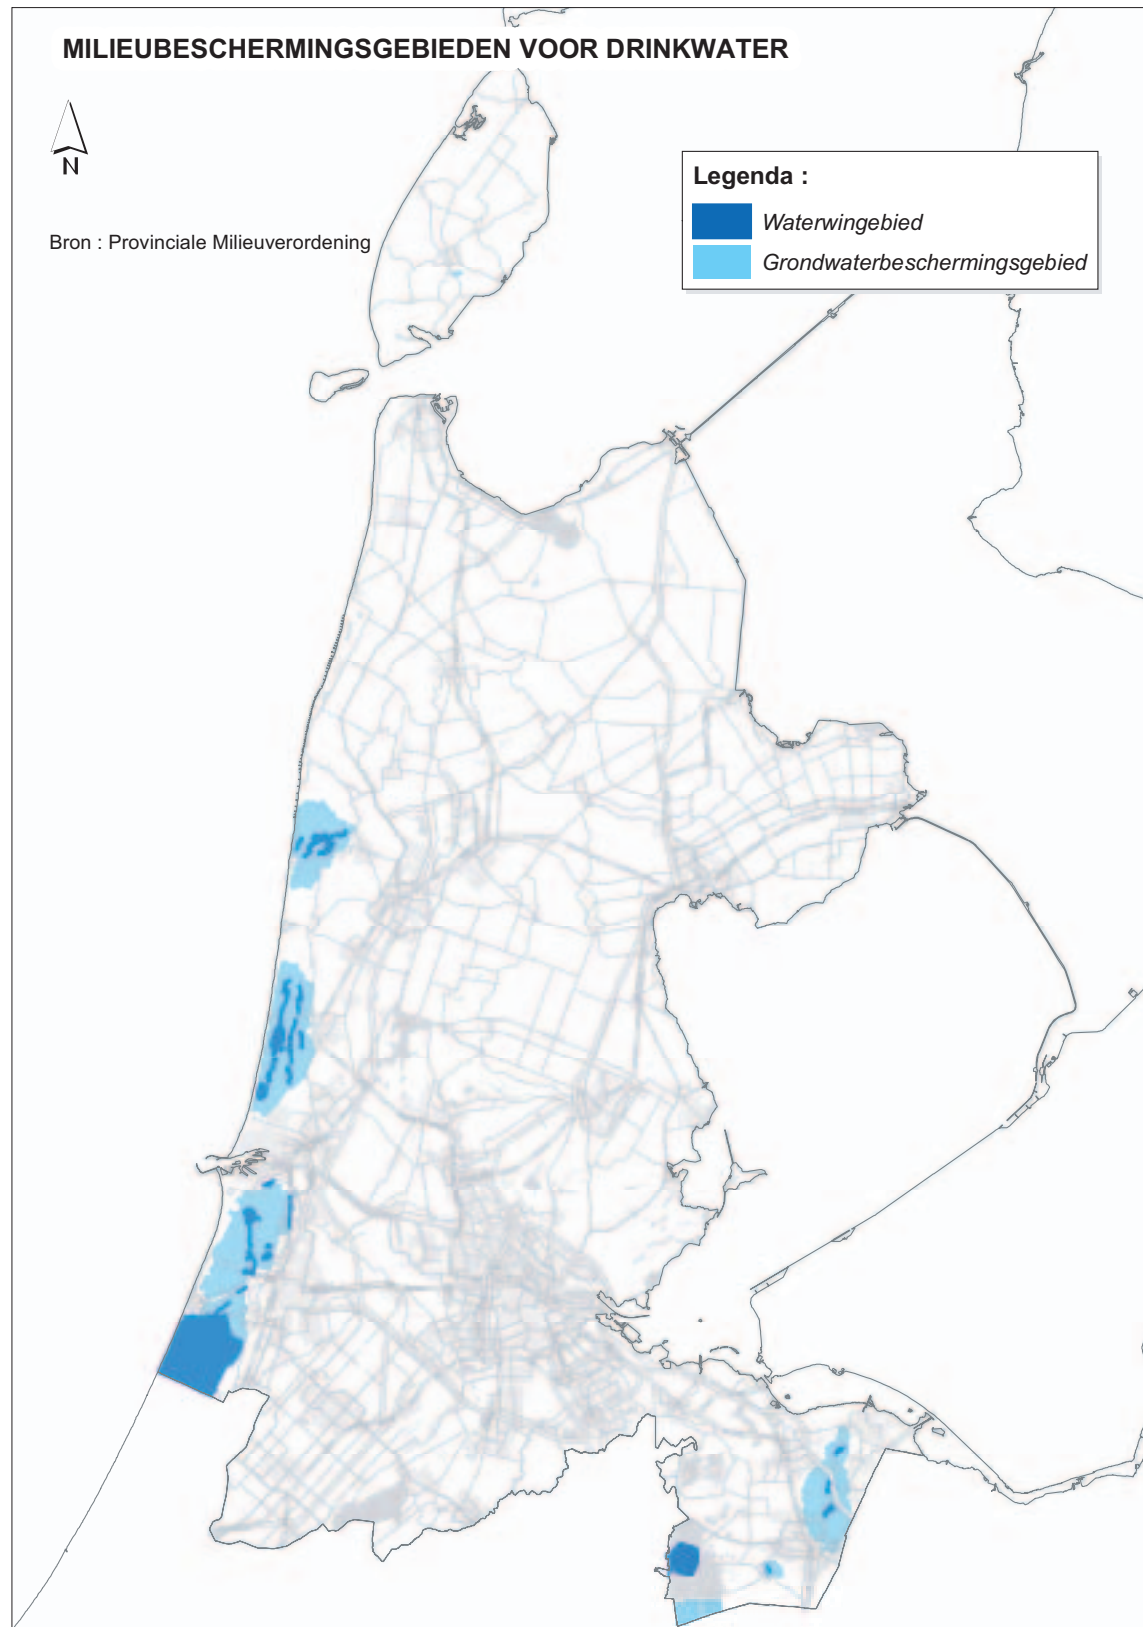 MILIEUBESCHERMINGSGEBIEDEN VOOR DRINKWATER
N
Bron : Provinciale Milieuverordening
Legenda :
Waterwingebied
Grondwaterbeschermingsgebied